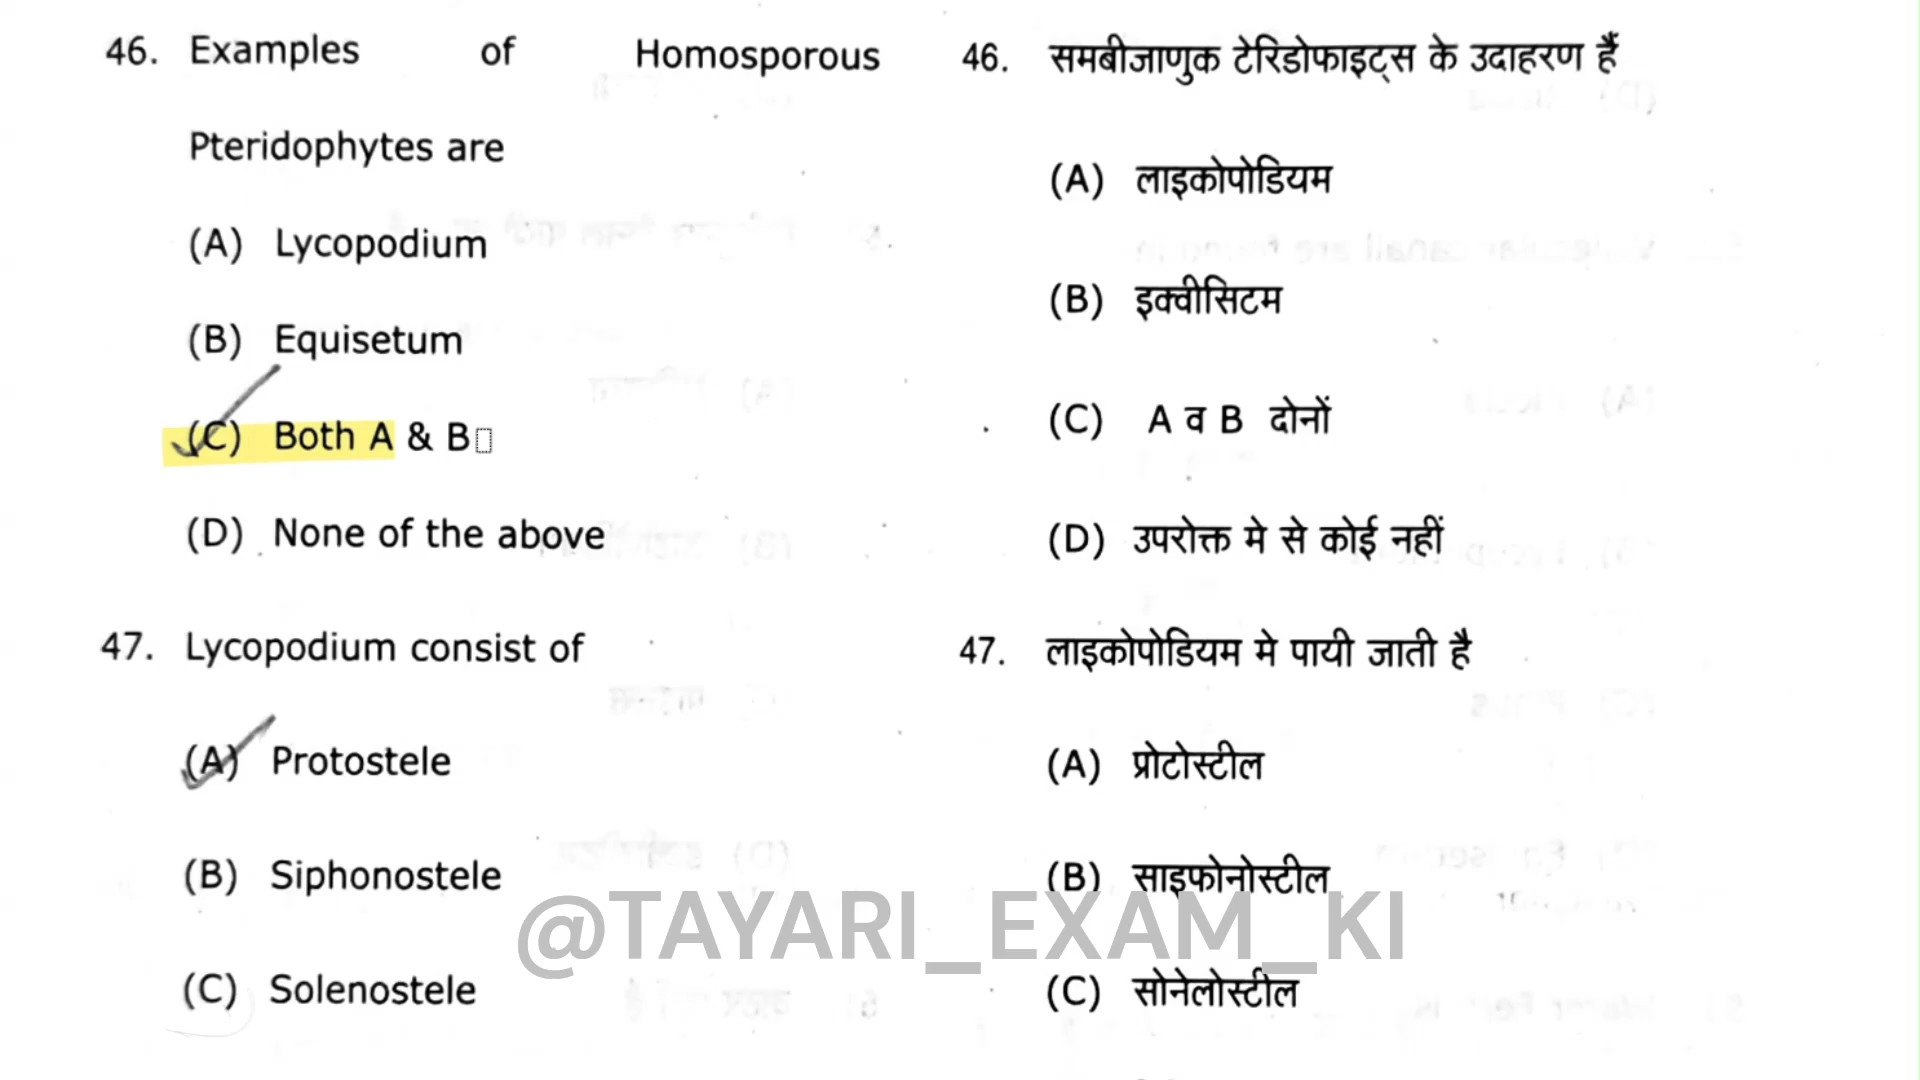 46. Examples of Homosporous
Pteridophytes are
(A) Lycopodium
(B) Equisetum
(C) Both A & B
(D) None of the above
47. Lycopodium consist of
(A) Protostele
(B) Siphonostele
(C) Solenostele
46. समबीजाणुक टेरिडोफाइट्स के उदाहरण हैं
(A) लाइकोपोडियम
(B) इक्वीसिटम
(C) A व B दोनों
(D) उपरोक्त मे से कोई नहीं
47. लाइकोपोडियम मे पायी जाती है
(A) प्रोटोस्टील
(B) साइफोनोस्टील
(C) सोनेलोस्टील
@TAYARI_EXAM_KI